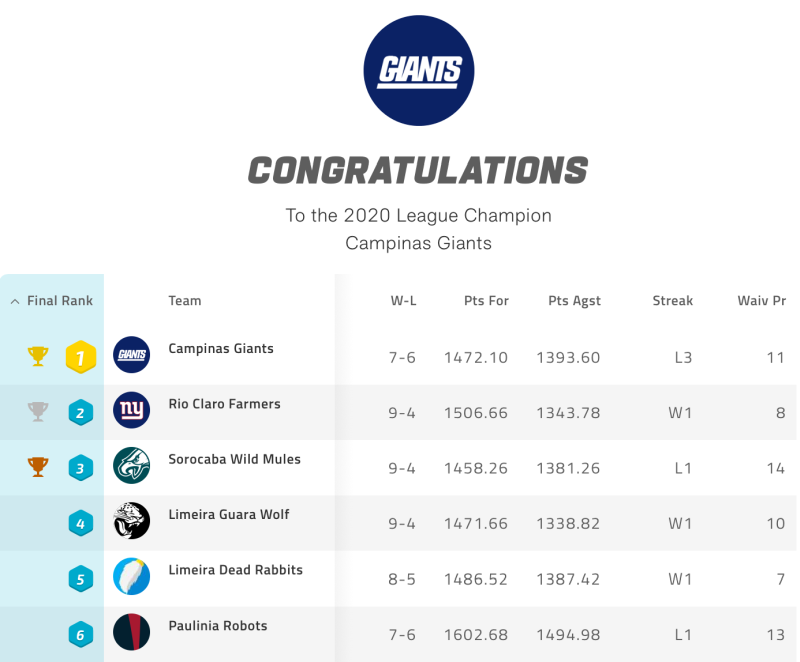 GIANTS
CONGRATULATIONS
To the 2020 League Champion
Campinas Giants
Final Rank Team W-L Pts For Pts Agst Streak Waiv Pr
1 GIANTS Campinas Giants 7-6 1472.10 1393.60 L3 11
2 ny Rio Claro Farmers 9-4 1506.66 1343.78 W1 8
3 Sorocaba Wild Mules 9-4 1458.26 1381.26 L1 14
4 Limeira Guara Wolf 9-4 1471.66 1338.82 W1 10
5 Limeira Dead Rabbits 8-5 1486.52 1387.42 W1 7
6 Paulinia Robots 7-6 1602.68 1494.98 L1 13